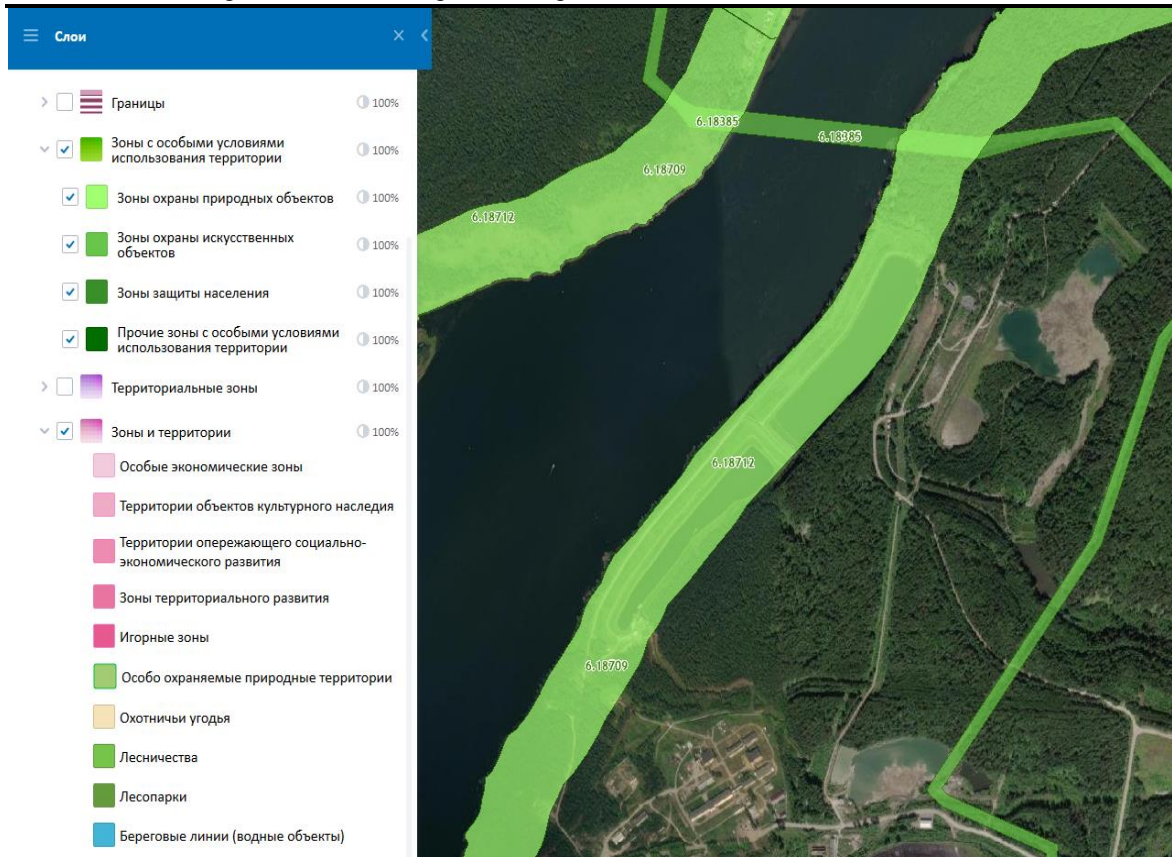 Слои
Границы
100%
Зоны с особыми условиями
использования территории
100%
Зоны охраны природных объектов
100%
Зоны охраны искусственных
объектов
100%
Зоны защиты населения
100%
Прочие зоны с особыми условиями
использования территории
100%
Территориальные зоны
100%
Зоны и территории
100%
Особые экономические зоны
Территории объектов культурного наследия
Территории опережающего социально-
экономического развития
Зоны территориального развития
Игорные зоны
Особо охраняемые природные территории
Охотничьи угодья
Лесничества
Лесопарки
Береговые линии (водные объекты)
6.18385
6.18385
6.18709
6.18712
6.18712
6.18709